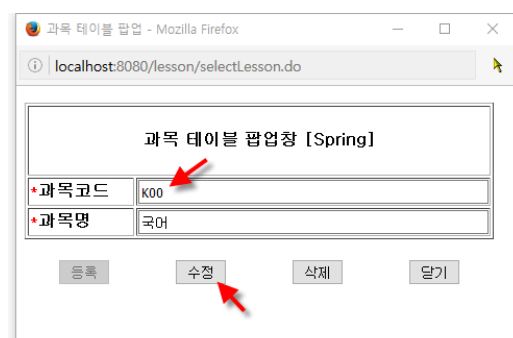 과목 테이블 팝업 - Mozilla Firefox
localhost:8080/lesson/selectLesson.do
과목 테이블 팝업창 [Spring]
*과목코드 K00
*과목명 국어
등록 수정 삭제 닫기